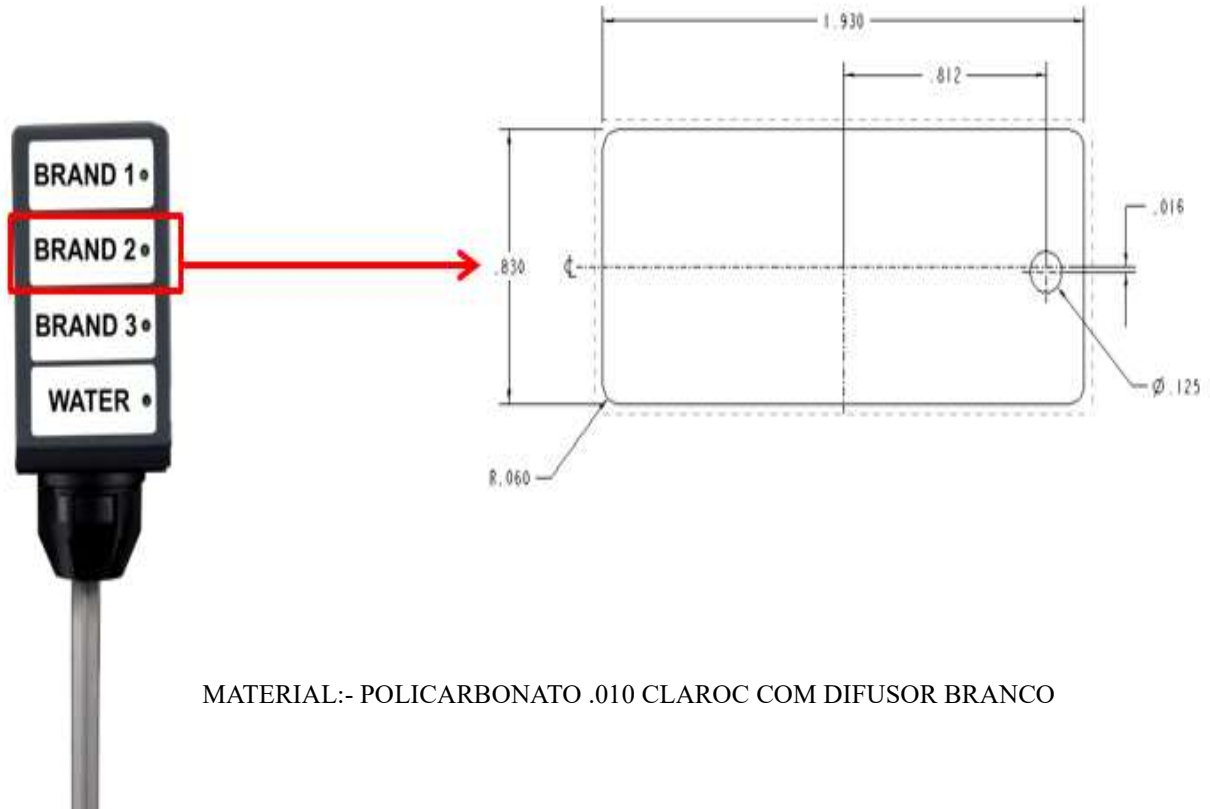 1.930
.812
BRAND 1
.016
BRAND 2
.830
℄
BRAND 3
Ø.125
WATER
R.060
MATERIAL:- POLICARBONATO .010 CLAROC COM DIFUSOR BRANCO